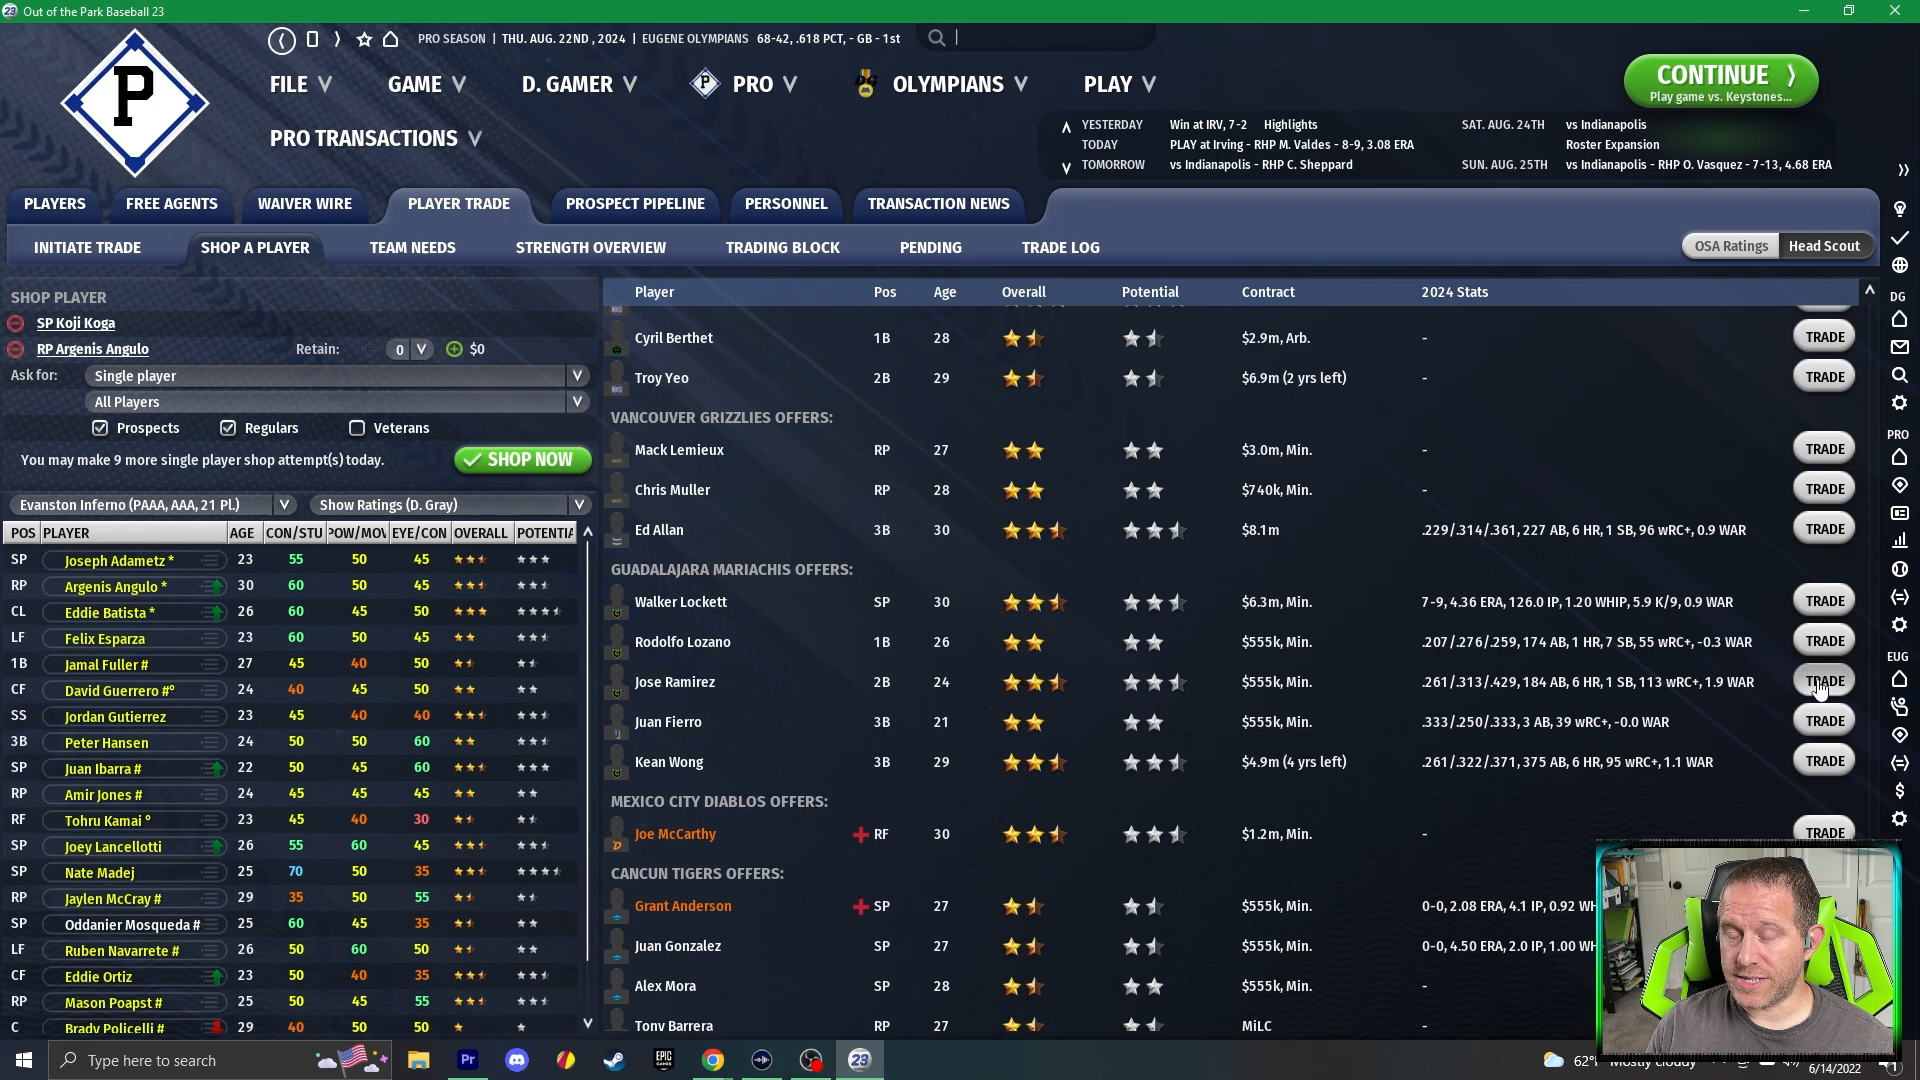 Out of the Park Baseball 23
PRO SEASON | THU. AUG. 22ND , 2024 | EUGENE OLYMPIANS 68-42, .618 PCT, - GB - 1st
FILE GAME D. GAMER PRO OLYMPIANS PLAY
P
CONTINUE
Play game vs. Keystones...
PRO TRANSACTIONS
YESTERDAY Win at IRV, 7-2 Highlights SAT. AUG. 24TH vs Indianapolis
TODAY PLAY at Irving - RHP M. Valdes - 8-9, 3.08 ERA Roster Expansion
TOMORROW vs Indianapolis - RHP C. Sheppard SUN. AUG. 25TH vs Indianapolis - RHP O. Vasquez - 7-13, 4.68 ERA
PLAYERS FREE AGENTS WAIVER WIRE PLAYER TRADE PROSPECT PIPELINE PERSONNEL TRANSACTION NEWS
INITIATE TRADE SHOP A PLAYER TEAM NEEDS STRENGTH OVERVIEW TRADING BLOCK PENDING TRADE LOG OSA Ratings Head Scout
SHOP PLAYER
SP Koji Koga
RP Argenis Angulo Retain: 0 $0
Ask for: Single player
All Players
Prospects Regulars Veterans
You may make 9 more single player shop attempt(s) today. SHOP NOW
Evanston Inferno (PAAA, AAA, 21 Pl.) Show Ratings (D. Gray)
POS PLAYER AGE CON/STU POW/MOV EYE/CON OVERALL POTENTIA
SP Joseph Adametz * 23 55 50 45
RP Argenis Angulo * 30 60 50 45
CL Eddie Batista * 26 60 45 50
LF Felix Esparza 23 60 50 45
1B Jamal Fuller # 27 45 40 50
CF David Guerrero #° 24 40 45 50
SS Jordan Gutierrez 23 45 40 40
3B Peter Hansen 24 50 50 60
SP Juan Ibarra # 22 50 45 60
RP Amir Jones # 24 45 45 45
RF Tohru Kamai ° 23 45 40 30
SP Joey Lancellotti 26 55 60 45
SP Nate Madej 25 70 50 35
RP Jaylen McCray # 29 35 50 55
SP Oddanier Mosqueda # 25 60 45 35
LF Ruben Navarrete # 26 50 60 50
CF Eddie Ortiz 23 50 40 35
RP Mason Poapst # 25 50 45 55
C Brady Policelli # 29 40 50 50
Player Pos Age Overall Potential Contract 2024 Stats
Cyril Berthet 1B 28 $2.9m, Arb. - TRADE
Troy Yeo 2B 29 $6.9m (2 yrs left) - TRADE
VANCOUVER GRIZZLIES OFFERS:
Mack Lemieux RP 27 $3.0m, Min. - TRADE
Chris Muller RP 28 $740k, Min. - TRADE
Ed Allan 3B 30 $8.1m .229/.314/.361, 227 AB, 6 HR, 1 SB, 96 wRC+, 0.9 WAR TRADE
GUADALAJARA MARIACHIS OFFERS:
Walker Lockett SP 30 $6.3m, Min. 7-9, 4.36 ERA, 126.0 IP, 1.20 WHIP, 5.9 K/9, 0.9 WAR TRADE
Rodolfo Lozano 1B 26 $555k, Min. .207/.276/.259, 174 AB, 1 HR, 7 SB, 55 wRC+, -0.3 WAR TRADE
Jose Ramirez 2B 24 $555k, Min. .261/.313/.429, 184 AB, 6 HR, 1 SB, 113 wRC+, 1.9 WAR TRADE
Juan Fierro 3B 21 $555k, Min. .333/.250/.333, 3 AB, 39 wRC+, -0.0 WAR TRADE
Kean Wong 3B 29 $4.9m (4 yrs left) .261/.322/.371, 375 AB, 6 HR, 95 wRC+, 1.1 WAR TRADE
MEXICO CITY DIABLOS OFFERS:
Joe McCarthy RF 30 $1.2m, Min. - TRADE
CANCUN TIGERS OFFERS:
Grant Anderson SP 27 $555k, Min. 0-0, 2.08 ERA, 4.1 IP, 0.92 WH
Juan Gonzalez SP 27 $555k, Min. 0-0, 4.50 ERA, 2.0 IP, 1.00 WH
Alex Mora SP 28 $555k, Min. -
Tony Barrera RP 27 MiLC -
DG
PRO
EUG
Type here to search
Pr
EPIC GAMES
23
62°F Mostly cloudy
6/14/2022
1